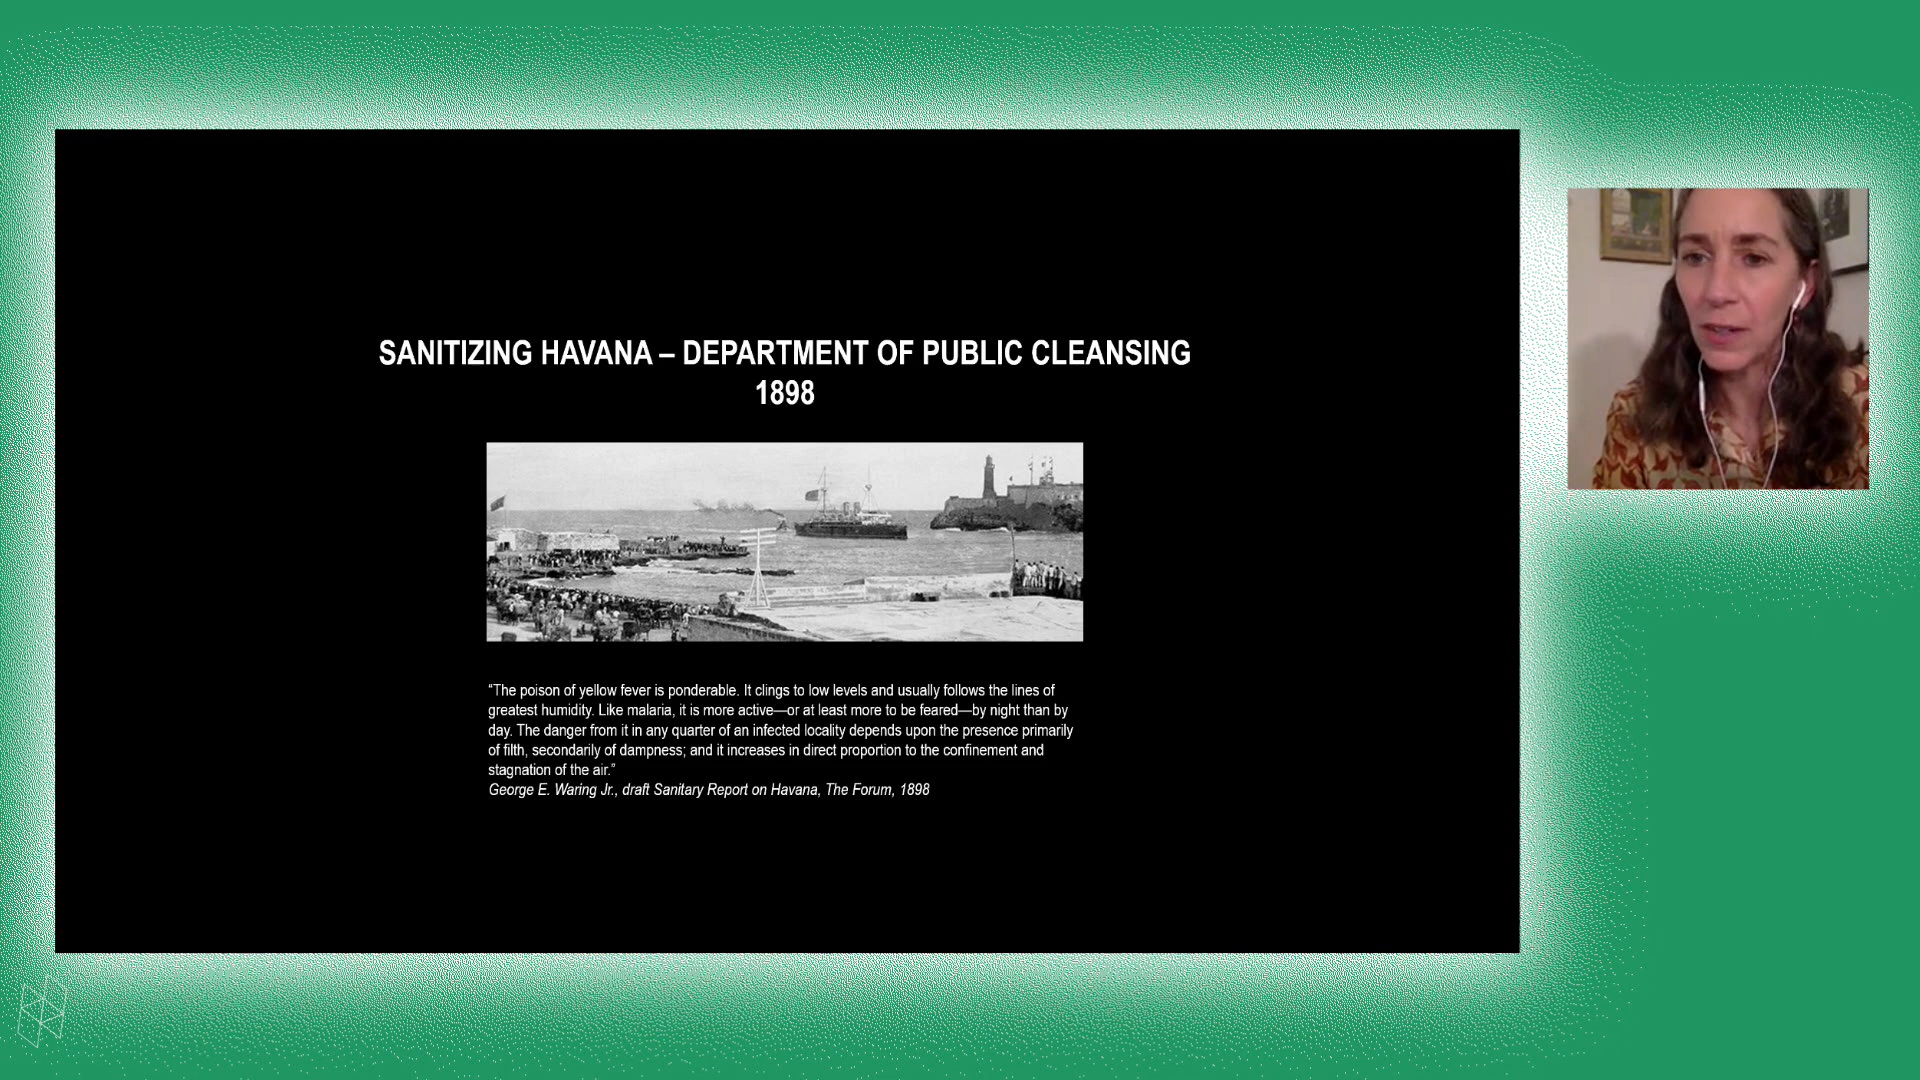 SANITIZING HAVANA – DEPARTMENT OF PUBLIC CLEANSING
1898
“The poison of yellow fever is ponderable. It clings to low levels and usually follows the lines of
greatest humidity. Like malaria, it is more active—or at least more to be feared—by night than by
day. The danger from it in any quarter of an infected locality depends upon the presence primarily
of filth, secondarily of dampness; and it increases in direct proportion to the confinement and
stagnation of the air.”
George E. Waring Jr., draft Sanitary Report on Havana, The Forum, 1898